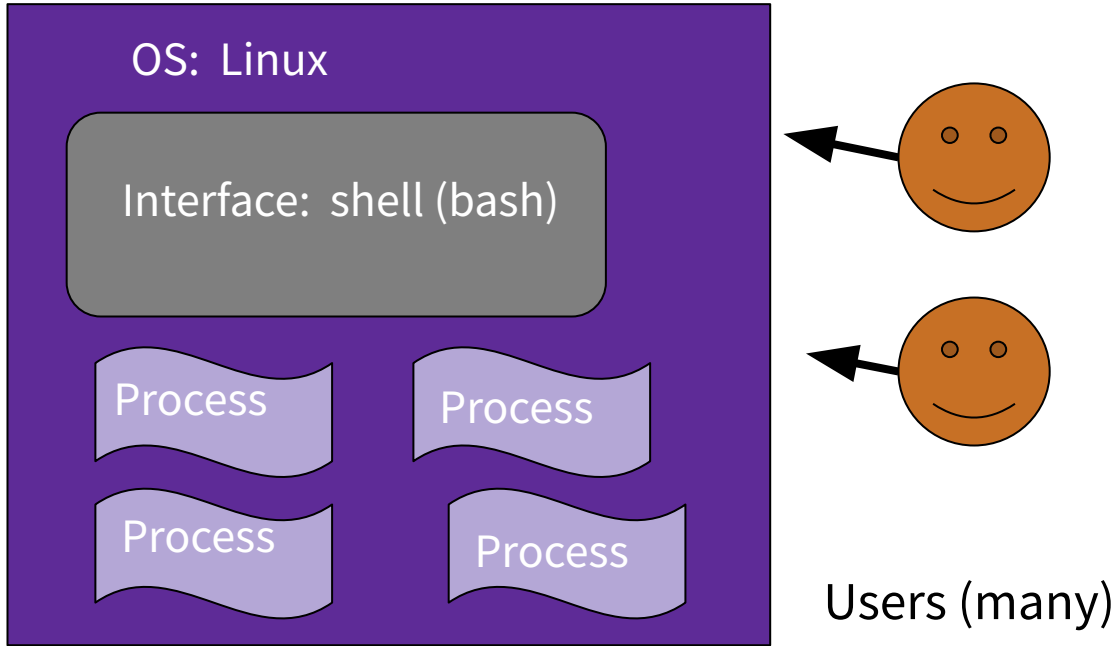 OS: Linux
Interface: shell (bash)
Process
Process
Process
Process
Users (many)